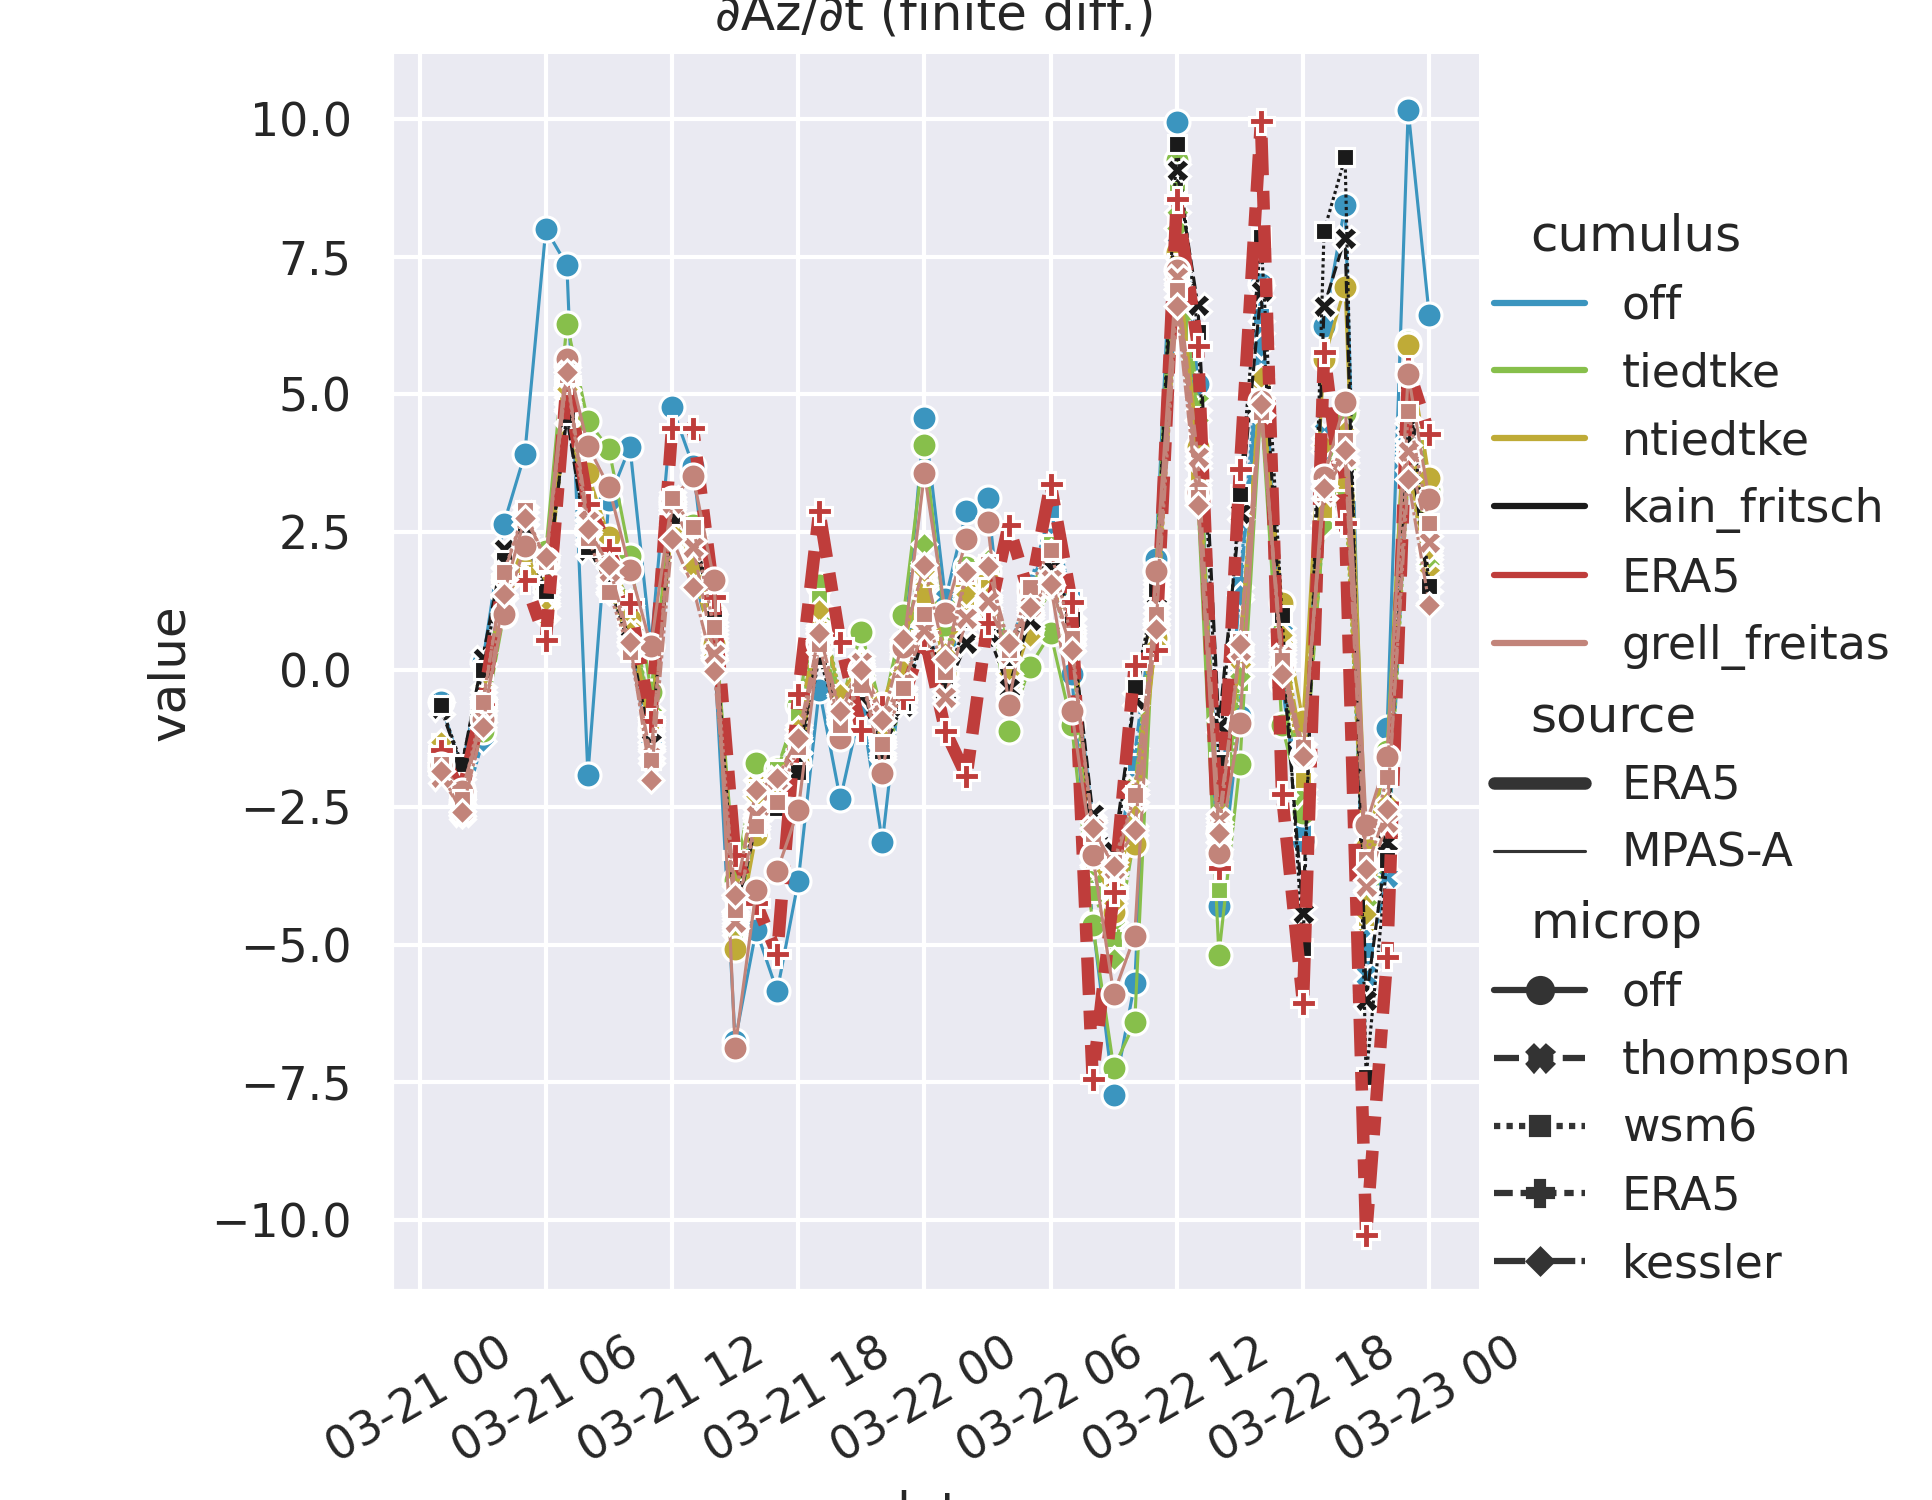 ∂Az/∂t (finite diff.)
10.0
7.5
5.0
2.5
0.0
−2.5
−5.0
−7.5
−10.0
value
03-21 00
03-21 06
03-21 12
03-21 18
03-22 00
03-22 06
03-22 12
03-22 18
03-23 00
cumulus
off
tiedtke
ntiedtke
kain_fritsch
ERA5
grell_freitas
source
ERA5
MPAS-A
microp
off
thompson
wsm6
ERA5
kessler